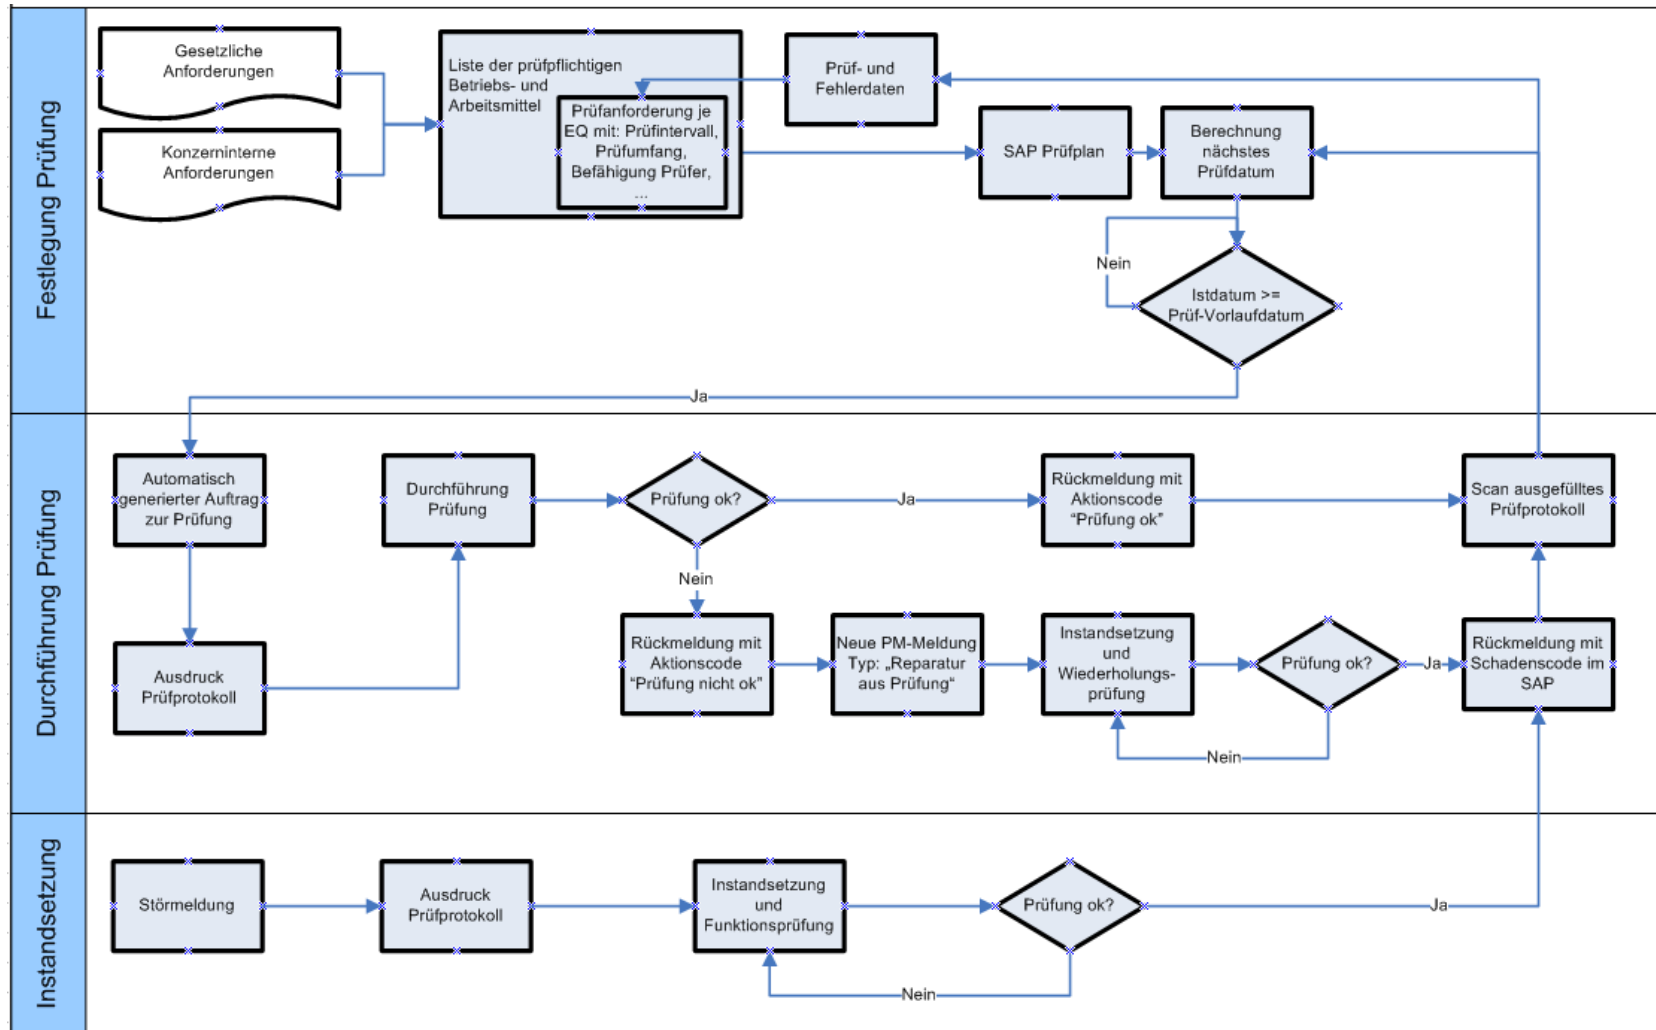 Festlegung Prüfung
Gesetzliche
Anforderungen
Konzerninterne
Anforderungen
Liste der prüfpflichtigen
Betriebs- und
Arbeitsmittel
Prüfanforderung je
EQ mit: Prüfintervall,
Prüfumfang,
Befähigung Prüfer,
...
Prüf- und
Fehlerdaten
SAP Prüfplan
Berechnung
nächstes
Prüfdatum
Nein
Istdatum >=
Prüf-Vorlaufdatum
Ja
Durchführung Prüfung
Automatisch
generierter Auftrag
zur Prüfung
Ausdruck
Prüfprotokoll
Durchführung
Prüfung
Prüfung ok?
Ja
Rückmeldung mit
Aktionscode
“Prüfung ok”
Scan ausgefülltes
Prüfprotokoll
Nein
Rückmeldung mit
Aktionscode
“Prüfung nicht ok”
Neue PM-Meldung
Typ: „Reparatur
aus Prüfung“
Instandsetzung
und
Wiederholungs-
prüfung
Prüfung ok?
Ja
Rückmeldung mit
Schadenscode im
SAP
Nein
Instandsetzung
Störmeldung
Ausdruck
Prüfprotokoll
Instandsetzung
und
Funktionsprüfung
Prüfung ok?
Ja
Nein